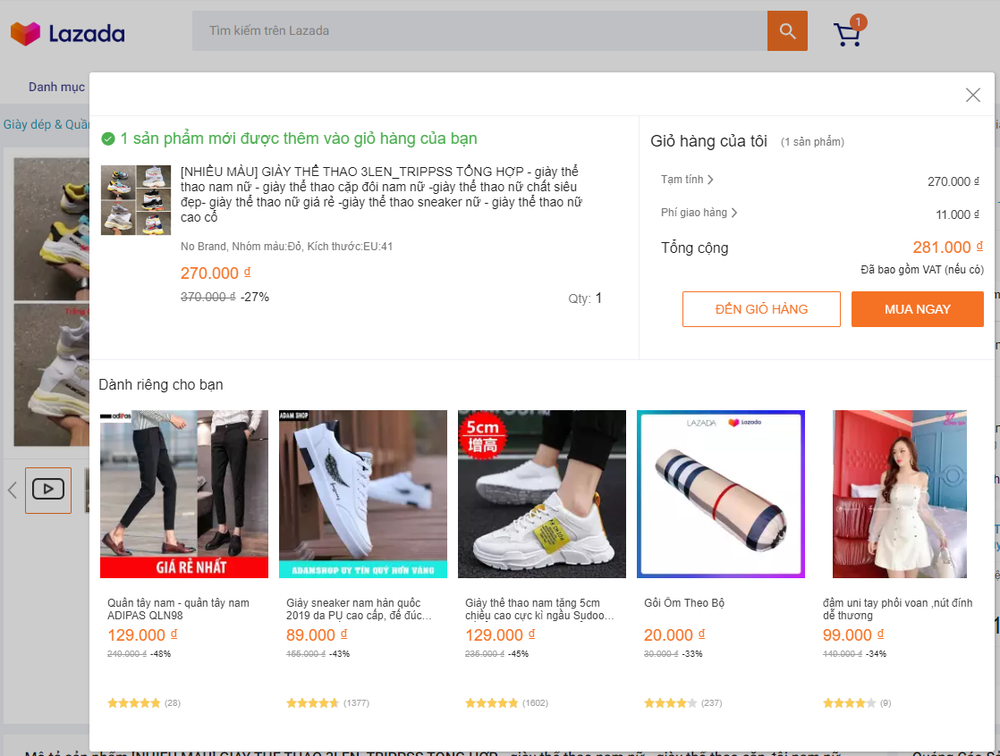 Lazada
Tìm kiếm trên Lazada
1
Danh mục
Giày dép & Quần
1 sản phẩm mới được thêm vào giỏ hàng của bạn
[NHIỀU MÀU] GIÀY THỂ THAO 3LEN_TRIPPSS TỔNG HỢP - giày thể
thao nam nữ - giày thể thao cặp đôi nam nữ -giày thể thao nữ chất siêu
đẹp- giày thể thao nữ giá rẻ -giày thể thao sneaker nữ - giày thể thao nữ
cao cổ
No Brand, Nhóm màu:Đỏ, Kích thước:EU:41
270.000 ₫
370.000 ₫ -27%
Qty: 1
Giỏ hàng của tôi (1 sản phẩm)
Tạm tính
270.000 ₫
Phí giao hàng
11.000 ₫
Tổng cộng
281.000 ₫
Đã bao gồm VAT (nếu có)
ĐẾN GIỎ HÀNG
MUA NGAY
Dành riêng cho bạn
adipas
GIÁ RẺ NHẤT
Quần tây nam - quần tây nam
ADIPAS QLN98
129.000 ₫
249.000 ₫ -48%
(28)
ADAM SHOP
ADAMSHOP UY TÍN QUÝ HƠN VÀNG
Giày sneaker nam hàn quốc
2019 da PU cao cấp, đế đúc...
89.000 ₫
155.000 ₫ -43%
(1377)
5cm
增高
FASHION
Giày thể thao nam tăng 5cm
chiều cao cực kì ngầu Sudoo...
129.000 ₫
235.000 ₫ -45%
(1602)
LAZADA
Lazada
Gối Ôm Theo Bộ
20.000 ₫
30.000 ₫ -33%
(237)
đầm uni tay phối voan ,nút đính
dễ thương
99.000 ₫
149.000 ₫ -34%
(9)
Mô tả sản phẩm [NHIỀU MÀU] GIÀY THỂ THAO 3LEN_TRIPPSS TỔNG HỢP - giày thể thao nam nữ - giày thể thao cặp đôi nam nữ